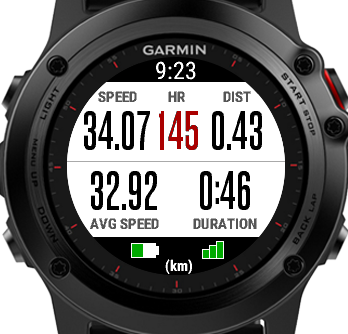 GARMIN
9:23
SPEED HR DIST
34.07 145 0.43
32.92 0:46
AVG SPEED DURATION
(km)
LIGHT
MENU UP
DOWN
START STOP
BACK LAP